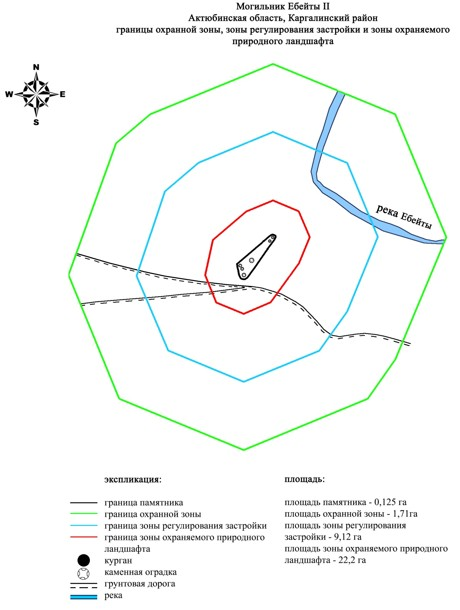 Могильник Ебейты II
Актюбинская область, Каргалинский район
границы охранной зоны, зоны регулирования застройки и зоны охраняемого
природного ландшафта
N
W E
S
река Ебейты
экспликация:
граница памятника
граница охранной зоны
граница зоны регулирования застройки
граница зоны охраняемого природного
ландшафта
курган
каменная оградка
грунтовая дорога
река
площадь:
площадь памятника - 0,125 га
площадь охранной зоны - 1,71га
площадь зоны регулирования
застройки - 9,12 га
площадь зоны охраняемого природного
ландшафта - 22,2 га